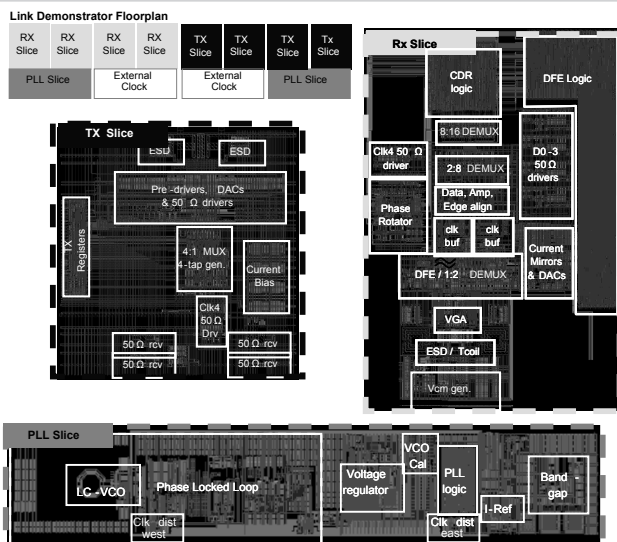 Link Demonstrator Floorplan
RX
Slice
RX
Slice
RX
Slice
RX
Slice
TX
Slice
TX
Slice
TX
Slice
Tx
Slice
PLL Slice
External
Clock
External
Clock
PLL Slice
TX Slice
ESD
ESD
Pre -drivers, DACs
& 50 Ω drivers
TX
Registers
4:1 MUX
4-tap gen.
Current
Bias
Clk4
50 Ω
Drv
50 Ω rcv
50 Ω rcv
50 Ω rcv
50 Ω rcv
Rx Slice
CDR
logic
DFE Logic
8:16 DEMUX
Clk4 50 Ω
driver
2:8 DEMUX
D0 -3
50 Ω
drivers
Data, Amp,
Edge align
Phase
Rotator
clk
buf
clk
buf
Current
Mirrors
& DACs
DFE / 1:2 DEMUX
VGA
ESD / Tcoil
Vcm gen.
PLL Slice
LC -VCO
Phase Locked Loop
Clk dist
west
Voltage
regulator
VCO
Cal
PLL
logic
Clk dist
east
I-Ref
Band -
gap